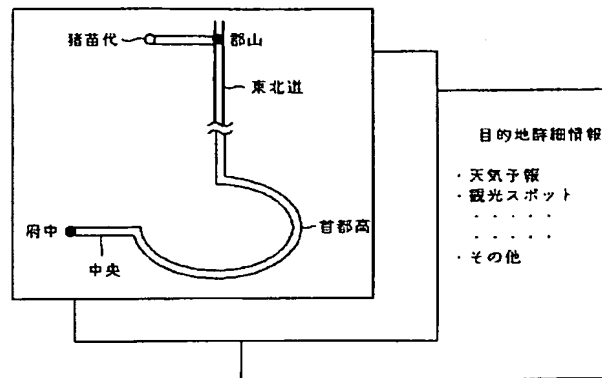 猪苗代
郡山
東北道
首都高
府中
中央
目的地詳細情報
・天気予報
・観光スポット
・・・・・
・・・・・
・その他